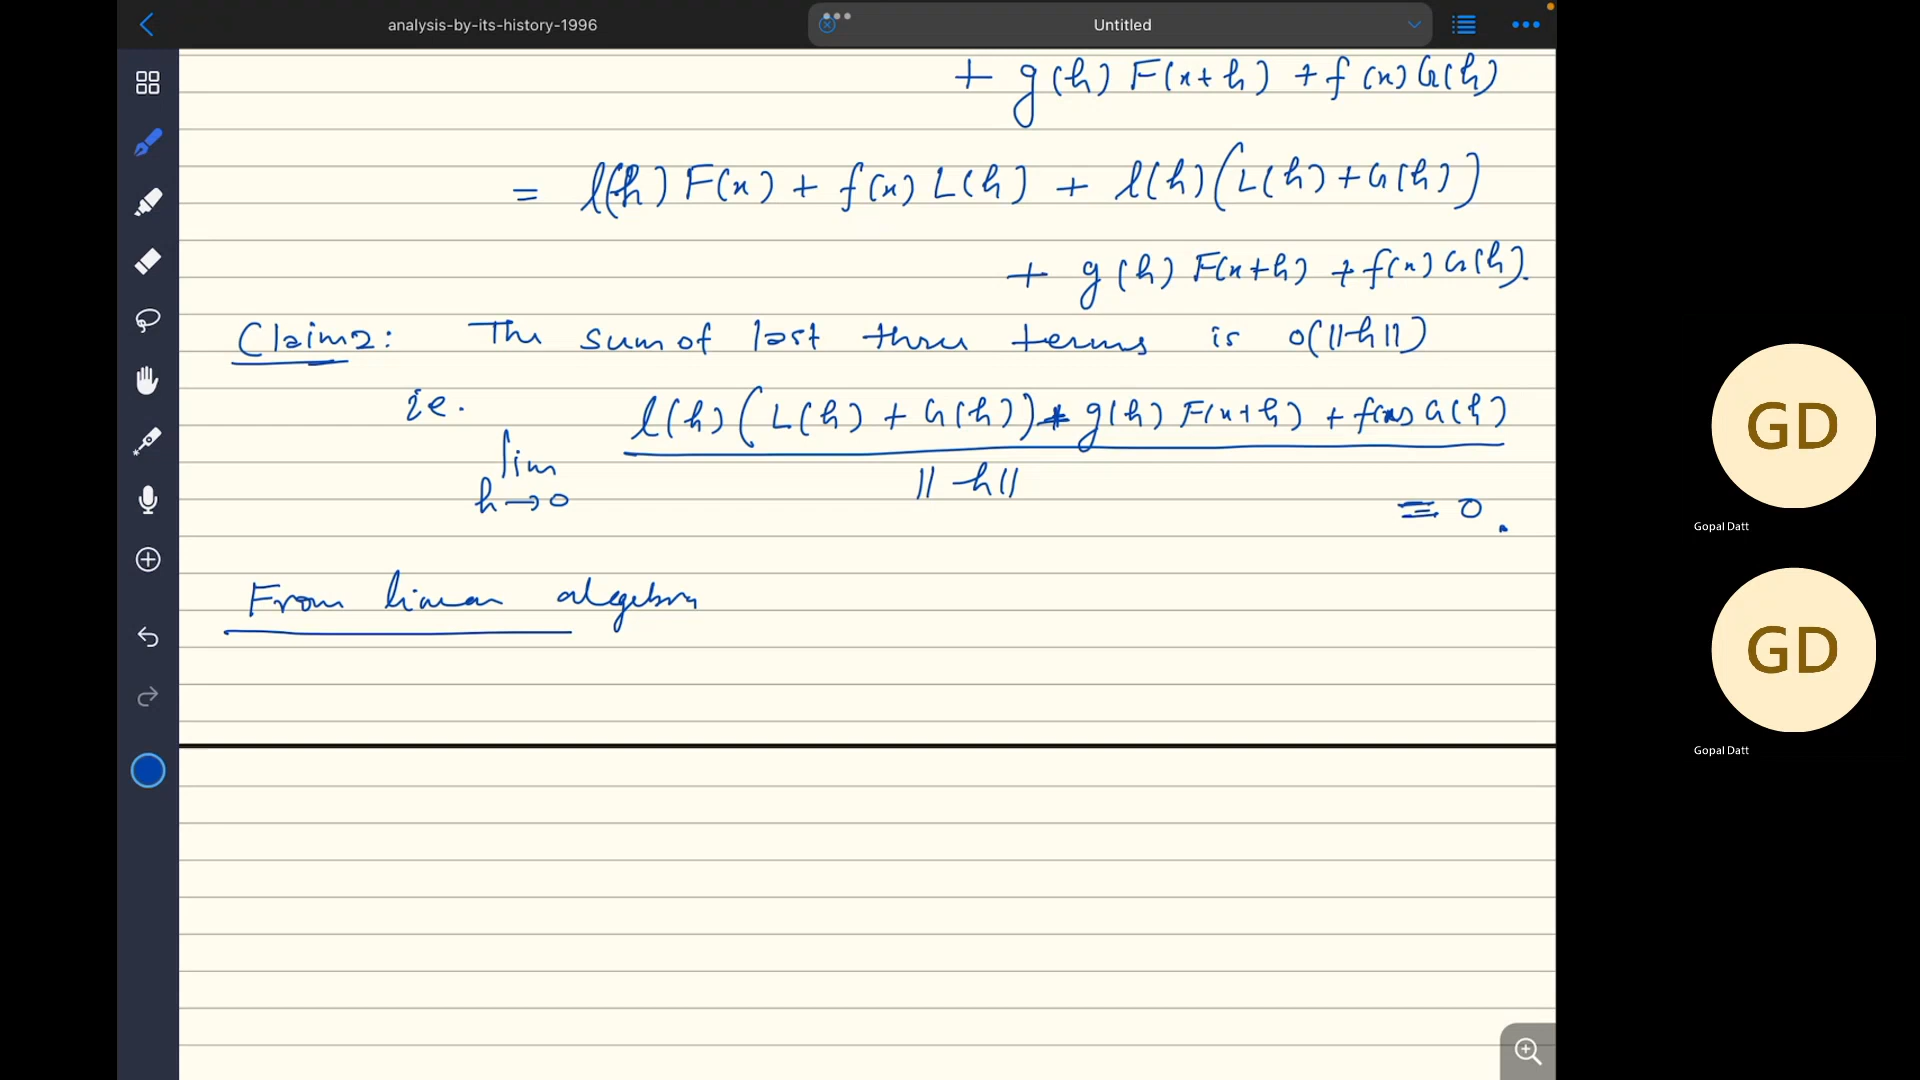 analysis-by-its-history-1996
Untitled
+ g(h) F(x+h) + f(x) G(h)
= l(h) F(x) + f(x) L(h) + l(h)(L(h)+G(h))
+ g(h) F(x+h) + f(x) G(h).
Claim: The sum of last three terms is o(||h||)
ie.
l(h)(L(h) + G(h)) + g(h) F(x+h) + f(x) G(h)
lim
||h||
h→0
= 0.
From linear algebra
GD
Gopal Datt
GD
Gopal Datt